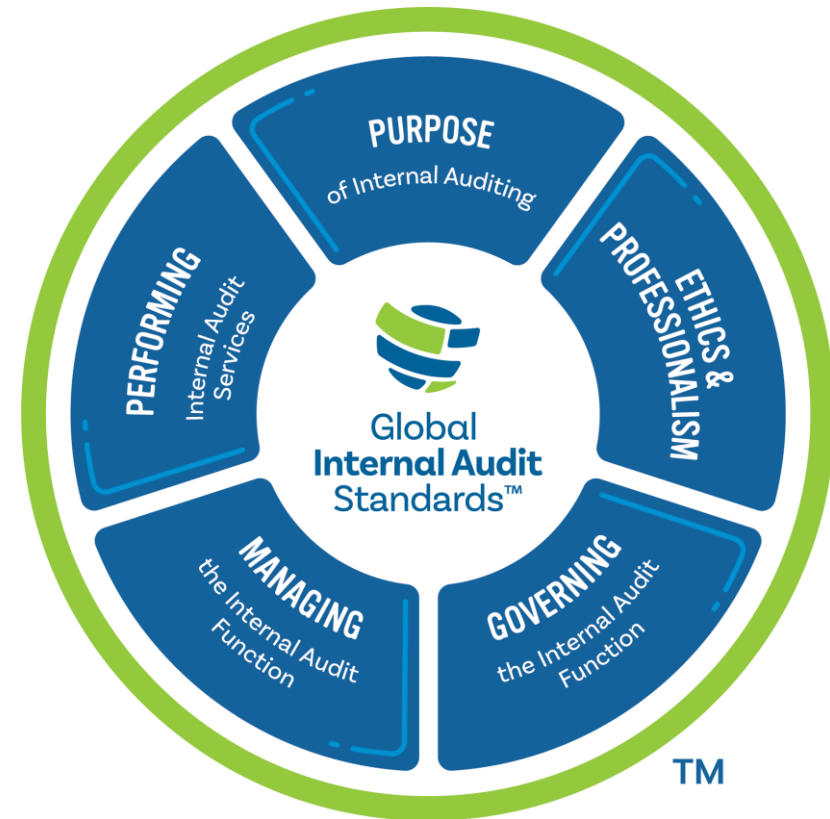 PURPOSE
of Internal Auditing
ETHICS &
PROFESSIONALISM
GOVERNING
the Internal Audit
Function
MANAGING
the Internal Audit
Function
PERFORMING
Internal Audit
Services
Global
Internal Audit
Standards™
TM